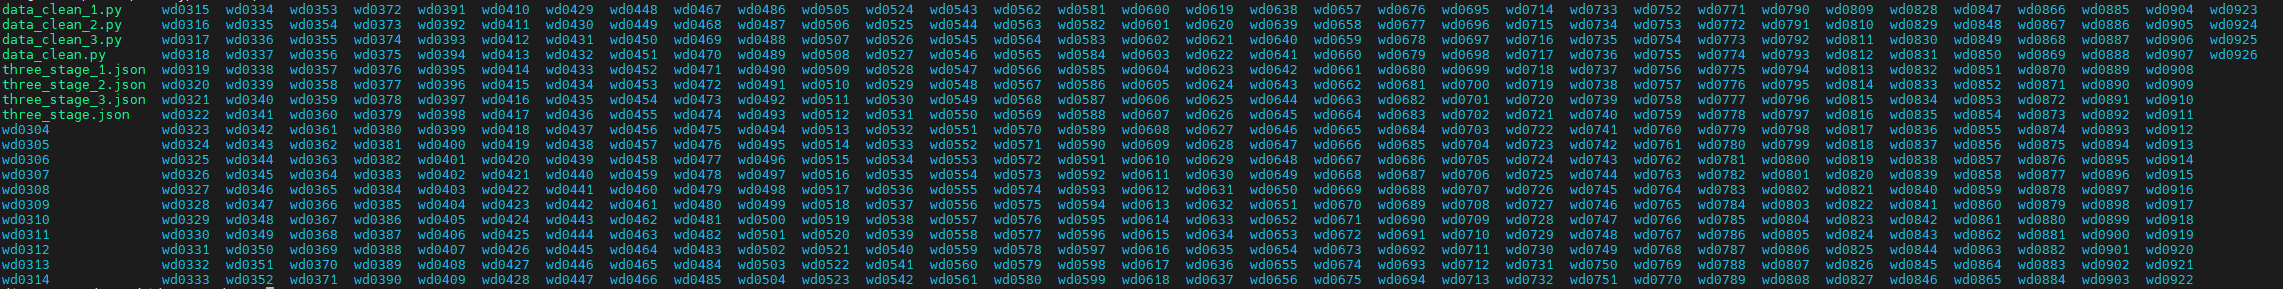 data_clean_1.py wd0315 wd0334 wd0353 wd0372 wd0391 wd0410 wd0429 wd0448 wd0467 wd0486 wd0505 wd0524 wd0543 wd0562 wd0581 wd0600 wd0619 wd0638 wd0657 wd0676 wd0695 wd0714 wd0733 wd0752 wd0771 wd0790 wd0809 wd0828 wd0847 wd0866 wd0885 wd0904 wd0923
data_clean_2.py wd0316 wd0335 wd0354 wd0373 wd0392 wd0411 wd0430 wd0449 wd0468 wd0487 wd0506 wd0525 wd0544 wd0563 wd0582 wd0601 wd0620 wd0639 wd0658 wd0677 wd0696 wd0715 wd0734 wd0753 wd0772 wd0791 wd0810 wd0829 wd0848 wd0867 wd0886 wd0905 wd0924
data_clean_3.py wd0317 wd0336 wd0355 wd0374 wd0393 wd0412 wd0431 wd0450 wd0469 wd0488 wd0507 wd0526 wd0545 wd0564 wd0583 wd0602 wd0621 wd0640 wd0659 wd0678 wd0697 wd0716 wd0735 wd0754 wd0773 wd0792 wd0811 wd0830 wd0849 wd0868 wd0887 wd0906 wd0925
data_clean.py wd0318 wd0337 wd0356 wd0375 wd0394 wd0413 wd0432 wd0451 wd0470 wd0489 wd0508 wd0527 wd0546 wd0565 wd0584 wd0603 wd0622 wd0641 wd0660 wd0679 wd0698 wd0717 wd0736 wd0755 wd0774 wd0793 wd0812 wd0831 wd0850 wd0869 wd0888 wd0907 wd0926
three_stage_1.json wd0319 wd0338 wd0357 wd0376 wd0395 wd0414 wd0433 wd0452 wd0471 wd0490 wd0509 wd0528 wd0547 wd0566 wd0585 wd0604 wd0623 wd0642 wd0661 wd0680 wd0699 wd0718 wd0737 wd0756 wd0775 wd0794 wd0813 wd0832 wd0851 wd0870 wd0889 wd0908
three_stage_2.json wd0320 wd0339 wd0358 wd0377 wd0396 wd0415 wd0434 wd0453 wd0472 wd0491 wd0510 wd0529 wd0548 wd0567 wd0586 wd0605 wd0624 wd0643 wd0662 wd0681 wd0700 wd0719 wd0738 wd0757 wd0776 wd0795 wd0814 wd0833 wd0852 wd0871 wd0890 wd0909
three_stage_3.json wd0321 wd0340 wd0359 wd0378 wd0397 wd0416 wd0435 wd0454 wd0473 wd0492 wd0511 wd0530 wd0549 wd0568 wd0587 wd0606 wd0625 wd0644 wd0663 wd0682 wd0701 wd0720 wd0739 wd0758 wd0777 wd0796 wd0815 wd0834 wd0853 wd0872 wd0891 wd0910
three_stage.json wd0322 wd0341 wd0360 wd0379 wd0398 wd0417 wd0436 wd0455 wd0474 wd0493 wd0512 wd0531 wd0550 wd0569 wd0588 wd0607 wd0626 wd0645 wd0664 wd0683 wd0702 wd0721 wd0740 wd0759 wd0778 wd0797 wd0816 wd0835 wd0854 wd0873 wd0892 wd0911
wd0304 wd0323 wd0342 wd0361 wd0380 wd0399 wd0418 wd0437 wd0456 wd0475 wd0494 wd0513 wd0532 wd0551 wd0570 wd0589 wd0608 wd0627 wd0646 wd0665 wd0684 wd0703 wd0722 wd0741 wd0760 wd0779 wd0798 wd0817 wd0836 wd0855 wd0874 wd0893 wd0912
wd0305 wd0324 wd0343 wd0362 wd0381 wd0400 wd0419 wd0438 wd0457 wd0476 wd0495 wd0514 wd0533 wd0552 wd0571 wd0590 wd0609 wd0628 wd0647 wd0666 wd0685 wd0704 wd0723 wd0742 wd0761 wd0780 wd0799 wd0818 wd0837 wd0856 wd0875 wd0894 wd0913
wd0306 wd0325 wd0344 wd0363 wd0382 wd0401 wd0420 wd0439 wd0458 wd0477 wd0496 wd0515 wd0534 wd0553 wd0572 wd0591 wd0610 wd0629 wd0648 wd0667 wd0686 wd0705 wd0724 wd0743 wd0762 wd0781 wd0800 wd0819 wd0838 wd0857 wd0876 wd0895 wd0914
wd0307 wd0326 wd0345 wd0364 wd0383 wd0402 wd0421 wd0440 wd0459 wd0478 wd0497 wd0516 wd0535 wd0554 wd0573 wd0592 wd0611 wd0630 wd0649 wd0668 wd0687 wd0706 wd0725 wd0744 wd0763 wd0782 wd0801 wd0820 wd0839 wd0858 wd0877 wd0896 wd0915
wd0308 wd0327 wd0346 wd0365 wd0384 wd0403 wd0422 wd0441 wd0460 wd0479 wd0498 wd0517 wd0536 wd0555 wd0574 wd0593 wd0612 wd0631 wd0650 wd0669 wd0688 wd0707 wd0726 wd0745 wd0764 wd0783 wd0802 wd0821 wd0840 wd0859 wd0878 wd0897 wd0916
wd0309 wd0328 wd0347 wd0366 wd0385 wd0404 wd0423 wd0442 wd0461 wd0480 wd0499 wd0518 wd0537 wd0556 wd0575 wd0594 wd0613 wd0632 wd0651 wd0670 wd0689 wd0708 wd0727 wd0746 wd0765 wd0784 wd0803 wd0822 wd0841 wd0860 wd0879 wd0898 wd0917
wd0310 wd0329 wd0348 wd0367 wd0386 wd0405 wd0424 wd0443 wd0462 wd0481 wd0500 wd0519 wd0538 wd0557 wd0576 wd0595 wd0614 wd0633 wd0652 wd0671 wd0690 wd0709 wd0728 wd0747 wd0766 wd0785 wd0804 wd0823 wd0842 wd0861 wd0880 wd0899 wd0918
wd0311 wd0330 wd0349 wd0368 wd0387 wd0406 wd0425 wd0444 wd0463 wd0482 wd0501 wd0520 wd0539 wd0558 wd0577 wd0596 wd0615 wd0634 wd0653 wd0672 wd0691 wd0710 wd0729 wd0748 wd0767 wd0786 wd0805 wd0824 wd0843 wd0862 wd0881 wd0900 wd0919
wd0312 wd0331 wd0350 wd0369 wd0388 wd0407 wd0426 wd0445 wd0464 wd0483 wd0502 wd0521 wd0540 wd0559 wd0578 wd0597 wd0616 wd0635 wd0654 wd0673 wd0692 wd0711 wd0730 wd0749 wd0768 wd0787 wd0806 wd0825 wd0844 wd0863 wd0882 wd0901 wd0920
wd0313 wd0332 wd0351 wd0370 wd0389 wd0408 wd0427 wd0446 wd0465 wd0484 wd0503 wd0522 wd0541 wd0560 wd0579 wd0598 wd0617 wd0636 wd0655 wd0674 wd0693 wd0712 wd0731 wd0750 wd0769 wd0788 wd0807 wd0826 wd0845 wd0864 wd0883 wd0902 wd0921
wd0314 wd0333 wd0352 wd0371 wd0390 wd0409 wd0428 wd0447 wd0466 wd0485 wd0504 wd0523 wd0542 wd0561 wd0580 wd0599 wd0618 wd0637 wd0656 wd0675 wd0694 wd0713 wd0732 wd0751 wd0770 wd0789 wd0808 wd0827 wd0846 wd0865 wd0884 wd0903 wd0922